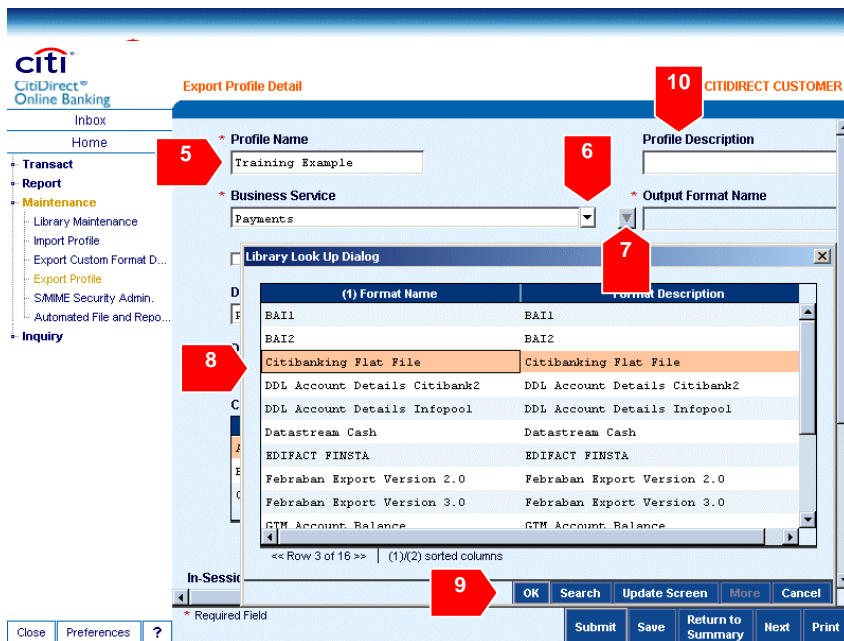 citi
CitiDirect®
Online Banking
Export Profile Detail
10
CITIDIRECT CUSTOMER
Inbox
Home
Transact
Report
Maintenance
Library Maintenance
Import Profile
Export Custom Format D...
Export Profile
S/MIME Security Admin.
Automated File and Repo...
Inquiry
* Profile Name
Profile Description
5
Training Example
6
* Business Service
* Output Format Name
Payments
7
Library Look Up Dialog
(1) Format Name
Format Description
BAI1 BAI1
BAI2 BAI2
8
Citibanking Flat File Citibanking Flat File
DDL Account Details Citibank2 DDL Account Details Citibank2
DDL Account Details Infopool DDL Account Details Infopool
Datastream Cash Datastream Cash
EDIFACT FINSTA EDIFACT FINSTA
Febraban Export Version 2.0 Febraban Export Version 2.0
Febraban Export Version 3.0 Febraban Export Version 3.0
GTM Account Balance GTM Account Balance
<< Row 3 of 16 >> (1)/(2) sorted columns
In-Sessio
9
OK Search Update Screen More Cancel
* Required Field
Submit Save Return to Summary Next Print
Close Preferences ?